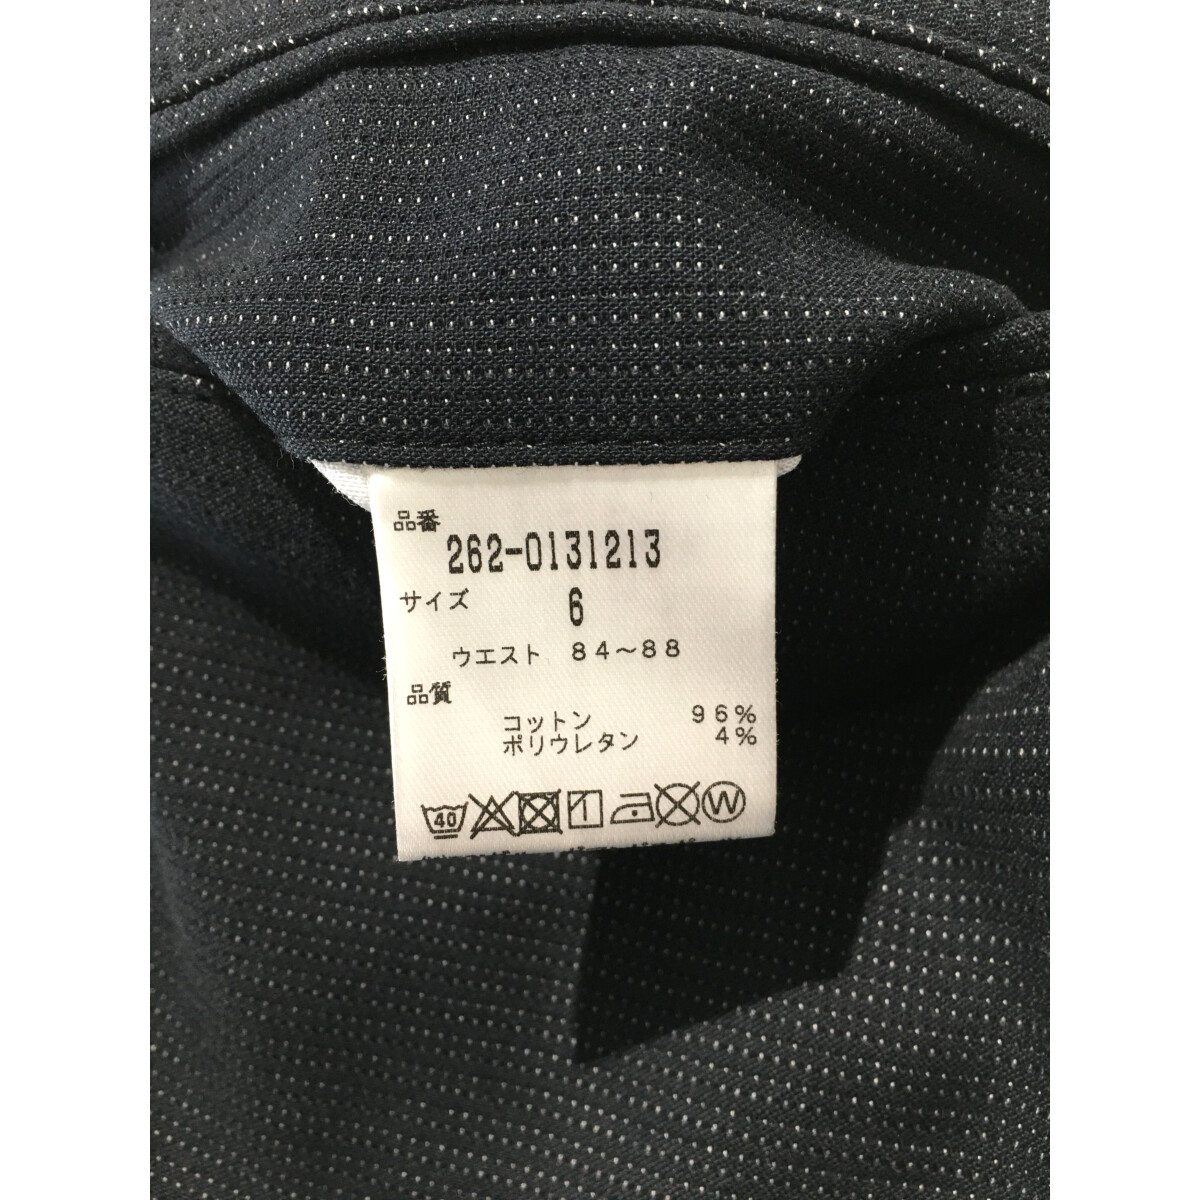 品番
262-0131213
サイズ 6
ウエスト 84～88
品質
コットン 96%
ポリウレタン 4%
40 W